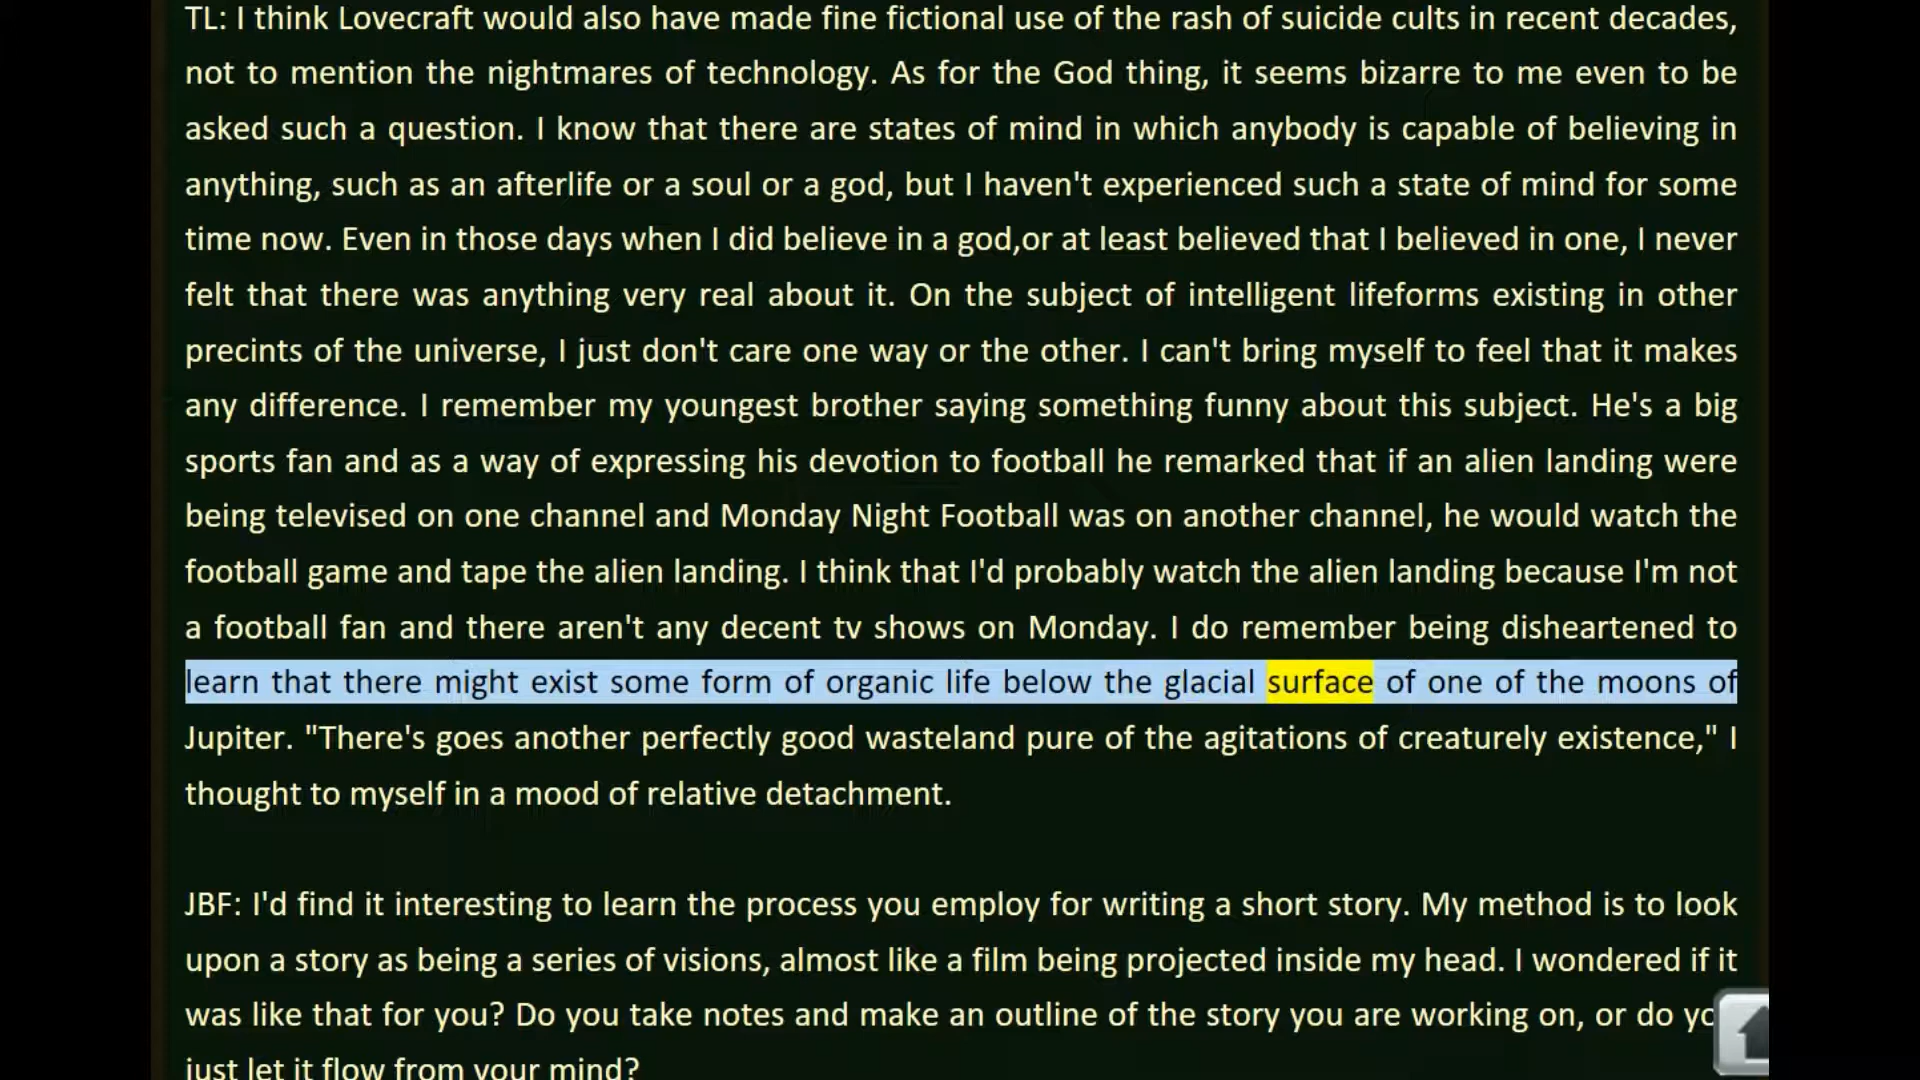 TL: I think Lovecraft would also have made fine fictional use of the rash of suicide cults in recent decades,
not to mention the nightmares of technology. As for the God thing, it seems bizarre to me even to be
asked such a question. I know that there are states of mind in which anybody is capable of believing in
anything, such as an afterlife or a soul or a god, but I haven't experienced such a state of mind for some
time now. Even in those days when I did believe in a god,or at least believed that I believed in one, I never
felt that there was anything very real about it. On the subject of intelligent lifeforms existing in other
precints of the universe, I just don't care one way or the other. I can't bring myself to feel that it makes
any difference. I remember my youngest brother saying something funny about this subject. He's a big
sports fan and as a way of expressing his devotion to football he remarked that if an alien landing were
being televised on one channel and Monday Night Football was on another channel, he would watch the
football game and tape the alien landing. I think that I'd probably watch the alien landing because I'm not
a football fan and there aren't any decent tv shows on Monday. I do remember being disheartened to
learn that there might exist some form of organic life below the glacial surface of one of the moons of
Jupiter. "There's goes another perfectly good wasteland pure of the agitations of creaturely existence," I
thought to myself in a mood of relative detachment.
JBF: I'd find it interesting to learn the process you employ for writing a short story. My method is to look
upon a story as being a series of visions, almost like a film being projected inside my head. I wondered if it
was like that for you? Do you take notes and make an outline of the story you are working on, or do yo
just let it flow from your mind?